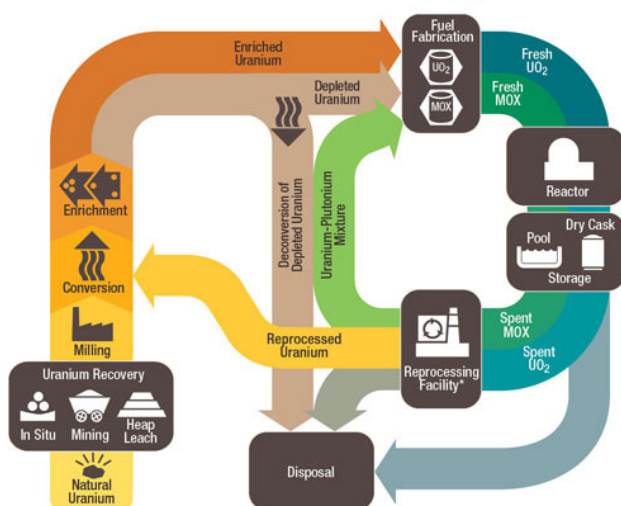 Enriched
Uranium
Depleted
Uranium
Fuel
Fabrication
UO2
MOX
Fresh
UO2
Fresh
MOX
Reactor
Enrichment
Deconversion of
Depleted Uranium
Uranium-Plutonium
Mixture
Pool
Dry Cask
Storage
Conversion
Milling
Reprocessed
Uranium
Reprocessing
Facility*
Spent
MOX
Spent
UO2
Uranium Recovery
In Situ
Mining
Heap
Leach
Natural
Uranium
Disposal